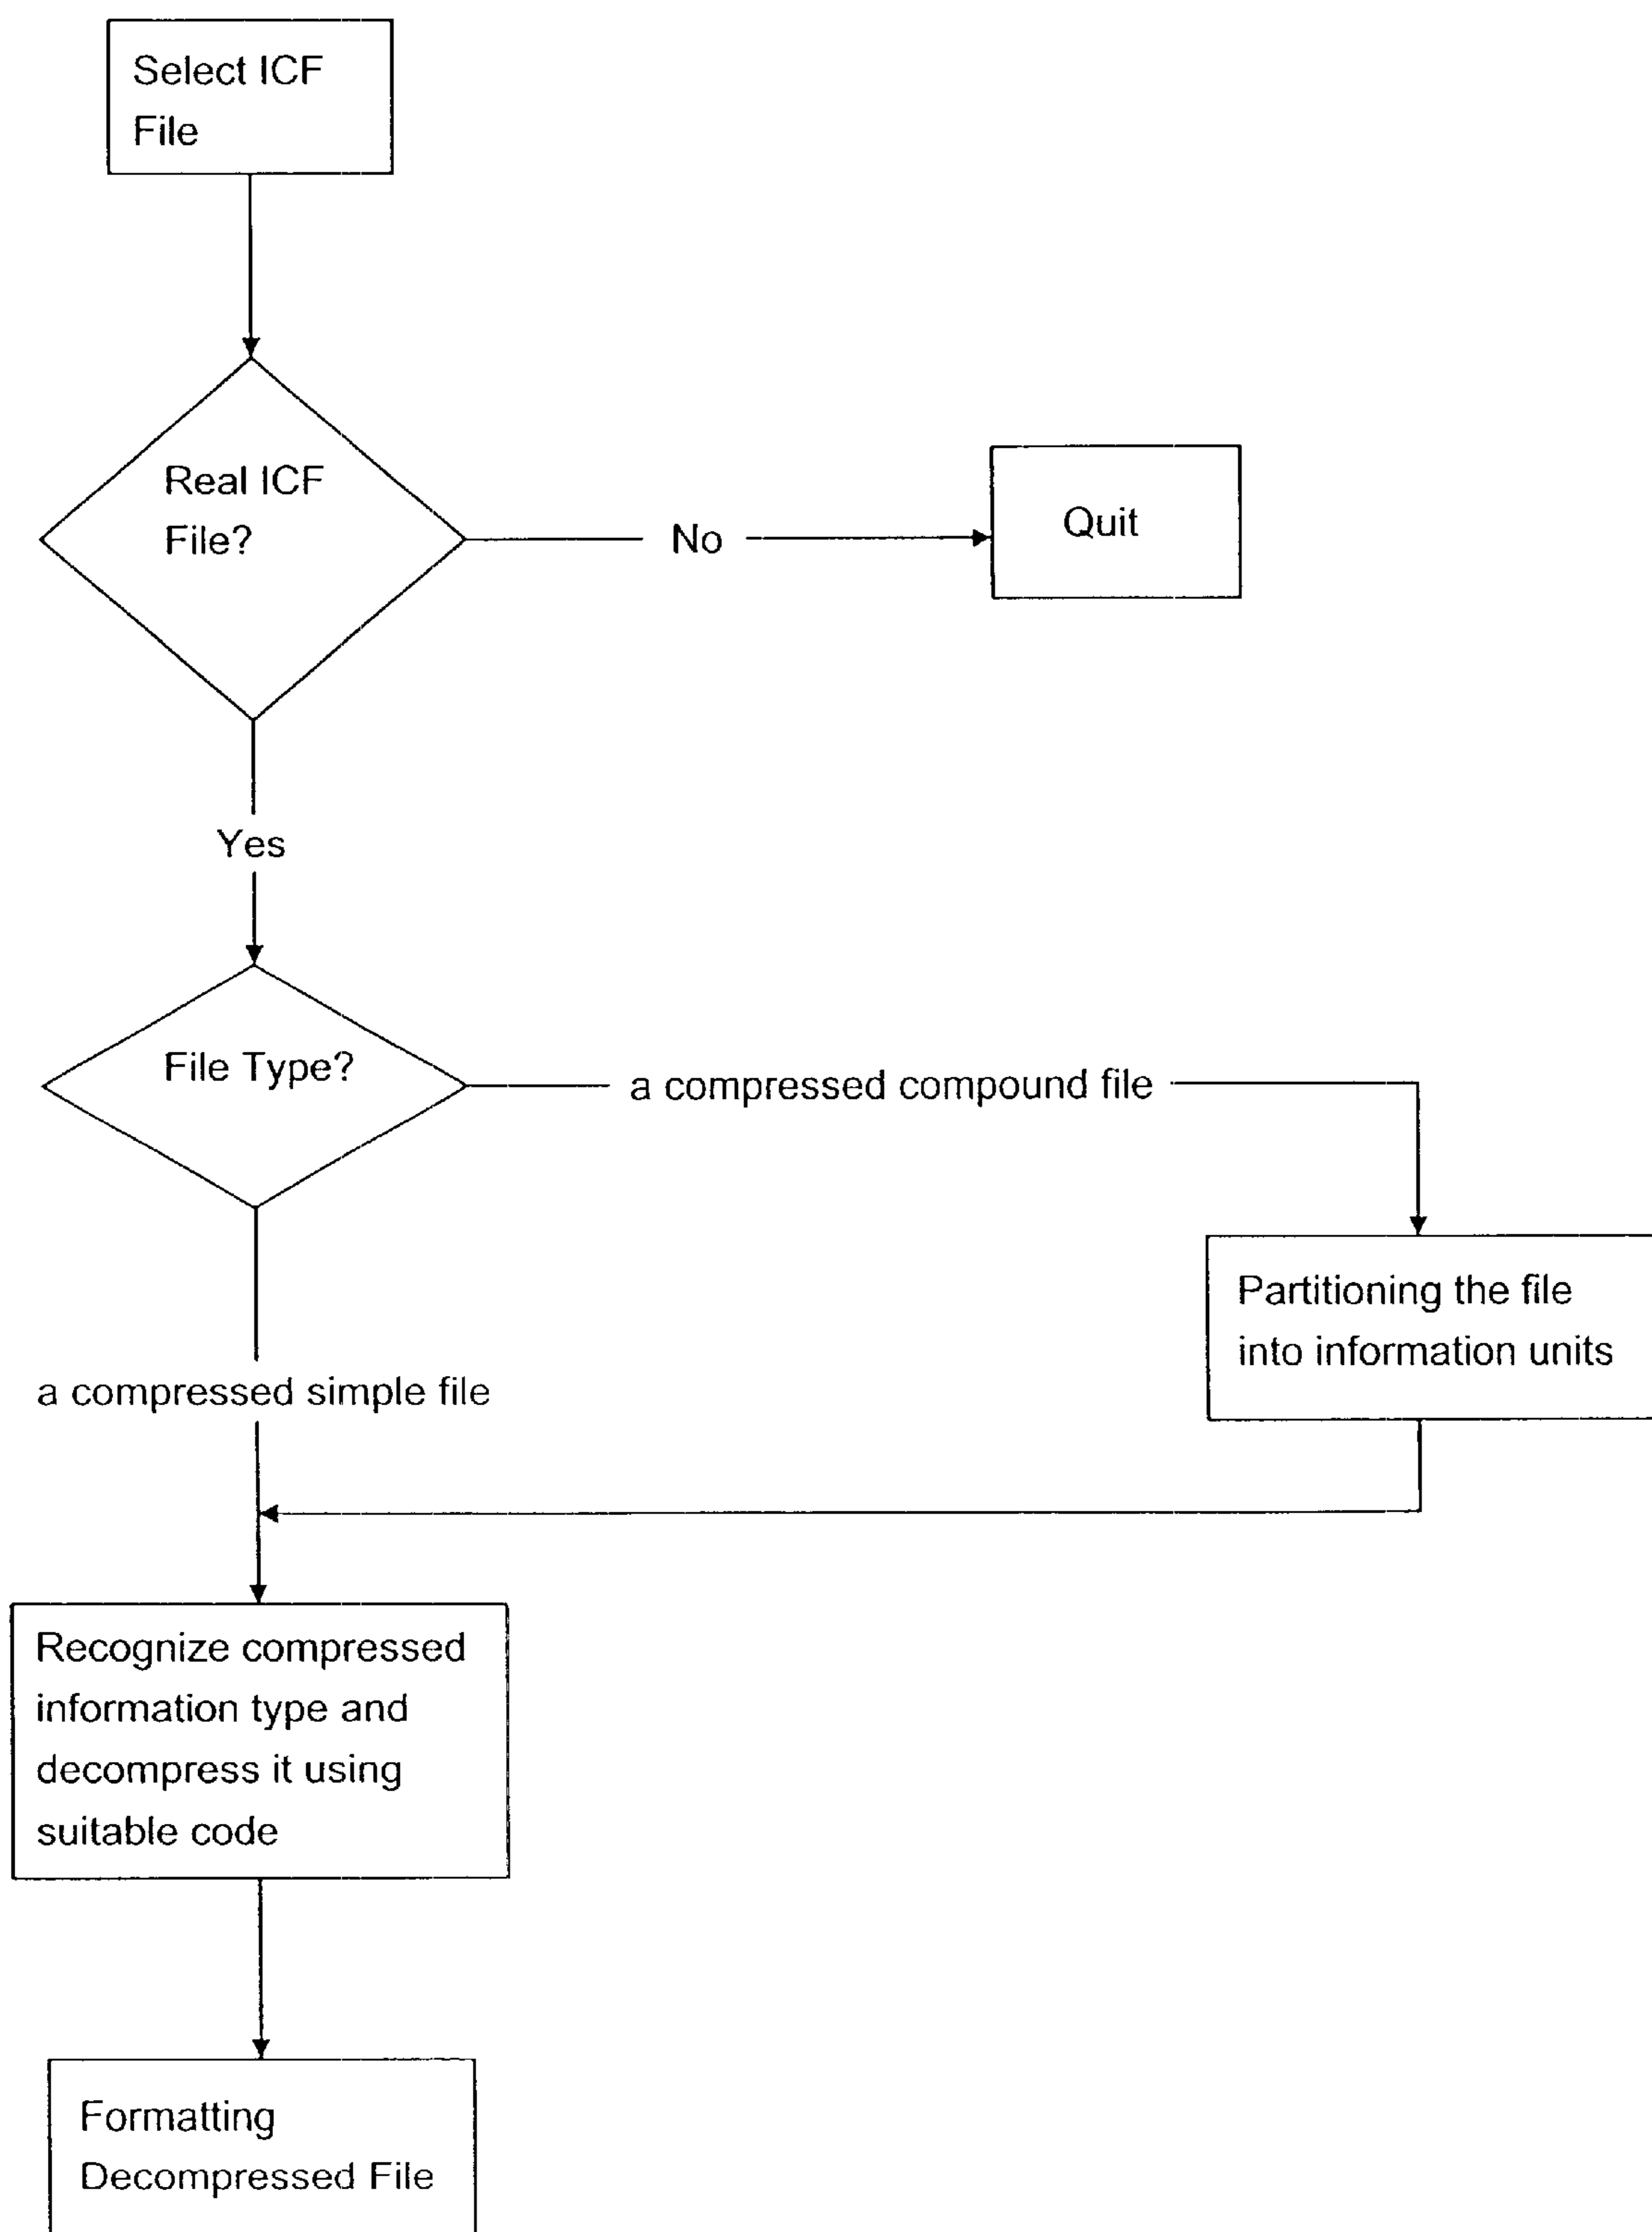 Select ICF
File
Real ICF
File?
No
Quit
Yes
File Type?
a compressed compound file
Partitioning the file
into information units
a compressed simple file
Recognize compressed
information type and
decompress it using
suitable code
Formatting
Decompressed File